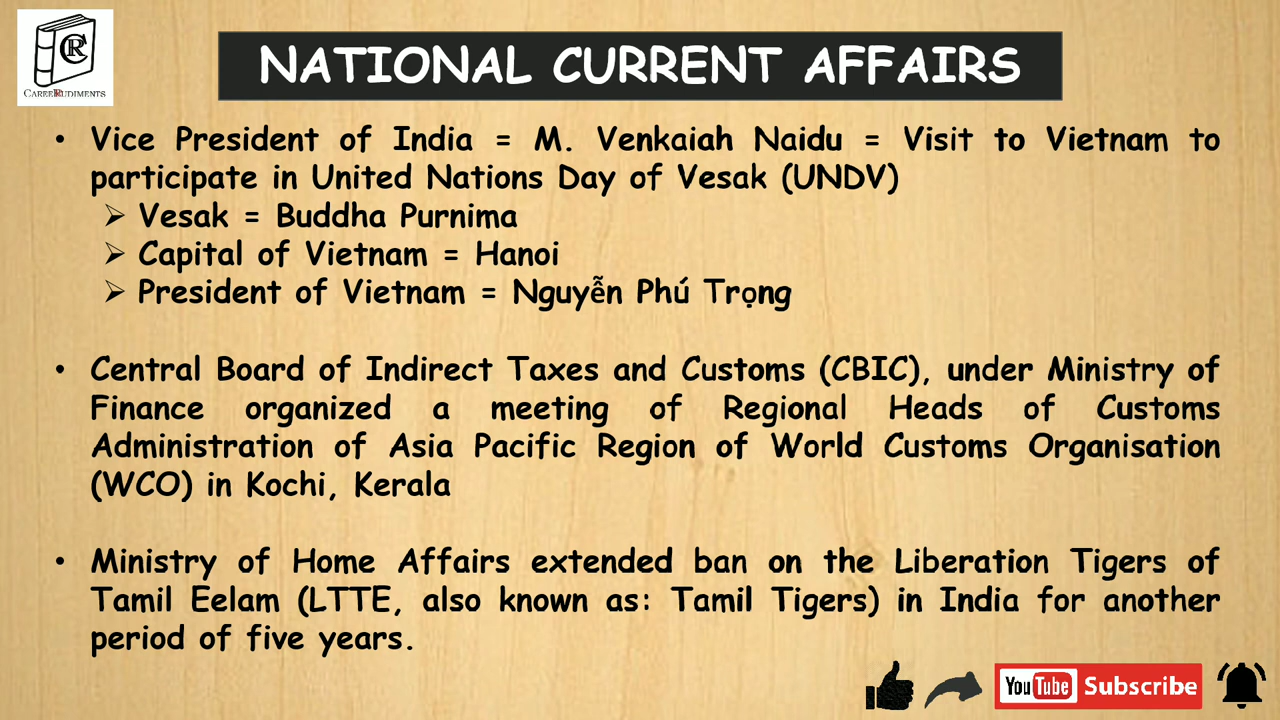 CR
CAREERUDIMENTS
NATIONAL CURRENT AFFAIRS
• Vice President of India = M. Venkaiah Naidu = Visit to Vietnam to
participate in United Nations Day of Vesak (UNDV)
➢ Vesak = Buddha Purnima
➢ Capital of Vietnam = Hanoi
➢ President of Vietnam = Nguyễn Phú Trọng
• Central Board of Indirect Taxes and Customs (CBIC), under Ministry of
Finance organized a meeting of Regional Heads of Customs
Administration of Asia Pacific Region of World Customs Organisation
(WCO) in Kochi, Kerala
• Ministry of Home Affairs extended ban on the Liberation Tigers of
Tamil Eelam (LTTE, also known as: Tamil Tigers) in India for another
period of five years.
YouTube Subscribe